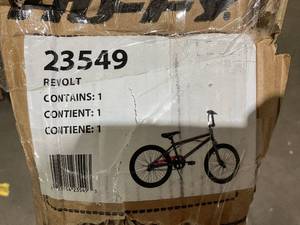 23549
REVOLT
CONTAINS: 1
CONTIENT: 1
CONTIENE: 1